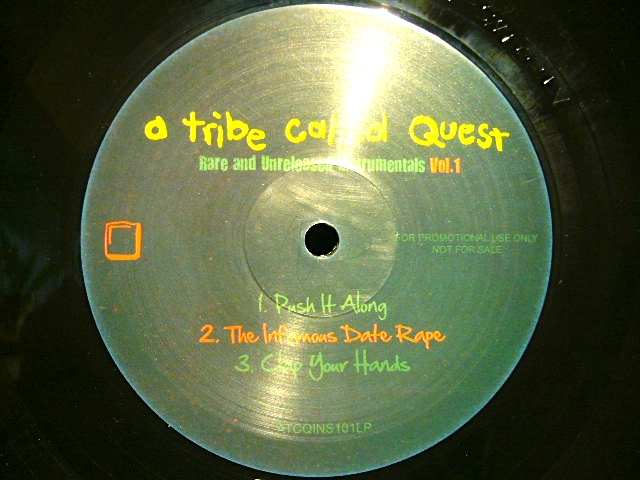 a tribe called Quest
Rare and Unreleased Instrumentals Vol.1
FOR PROMOTIONAL USE ONLY
NOT FOR SALE
1. Push It Along
2. The Infamous Date Rape
3. Clap Your Hands
ATCQINS101LP